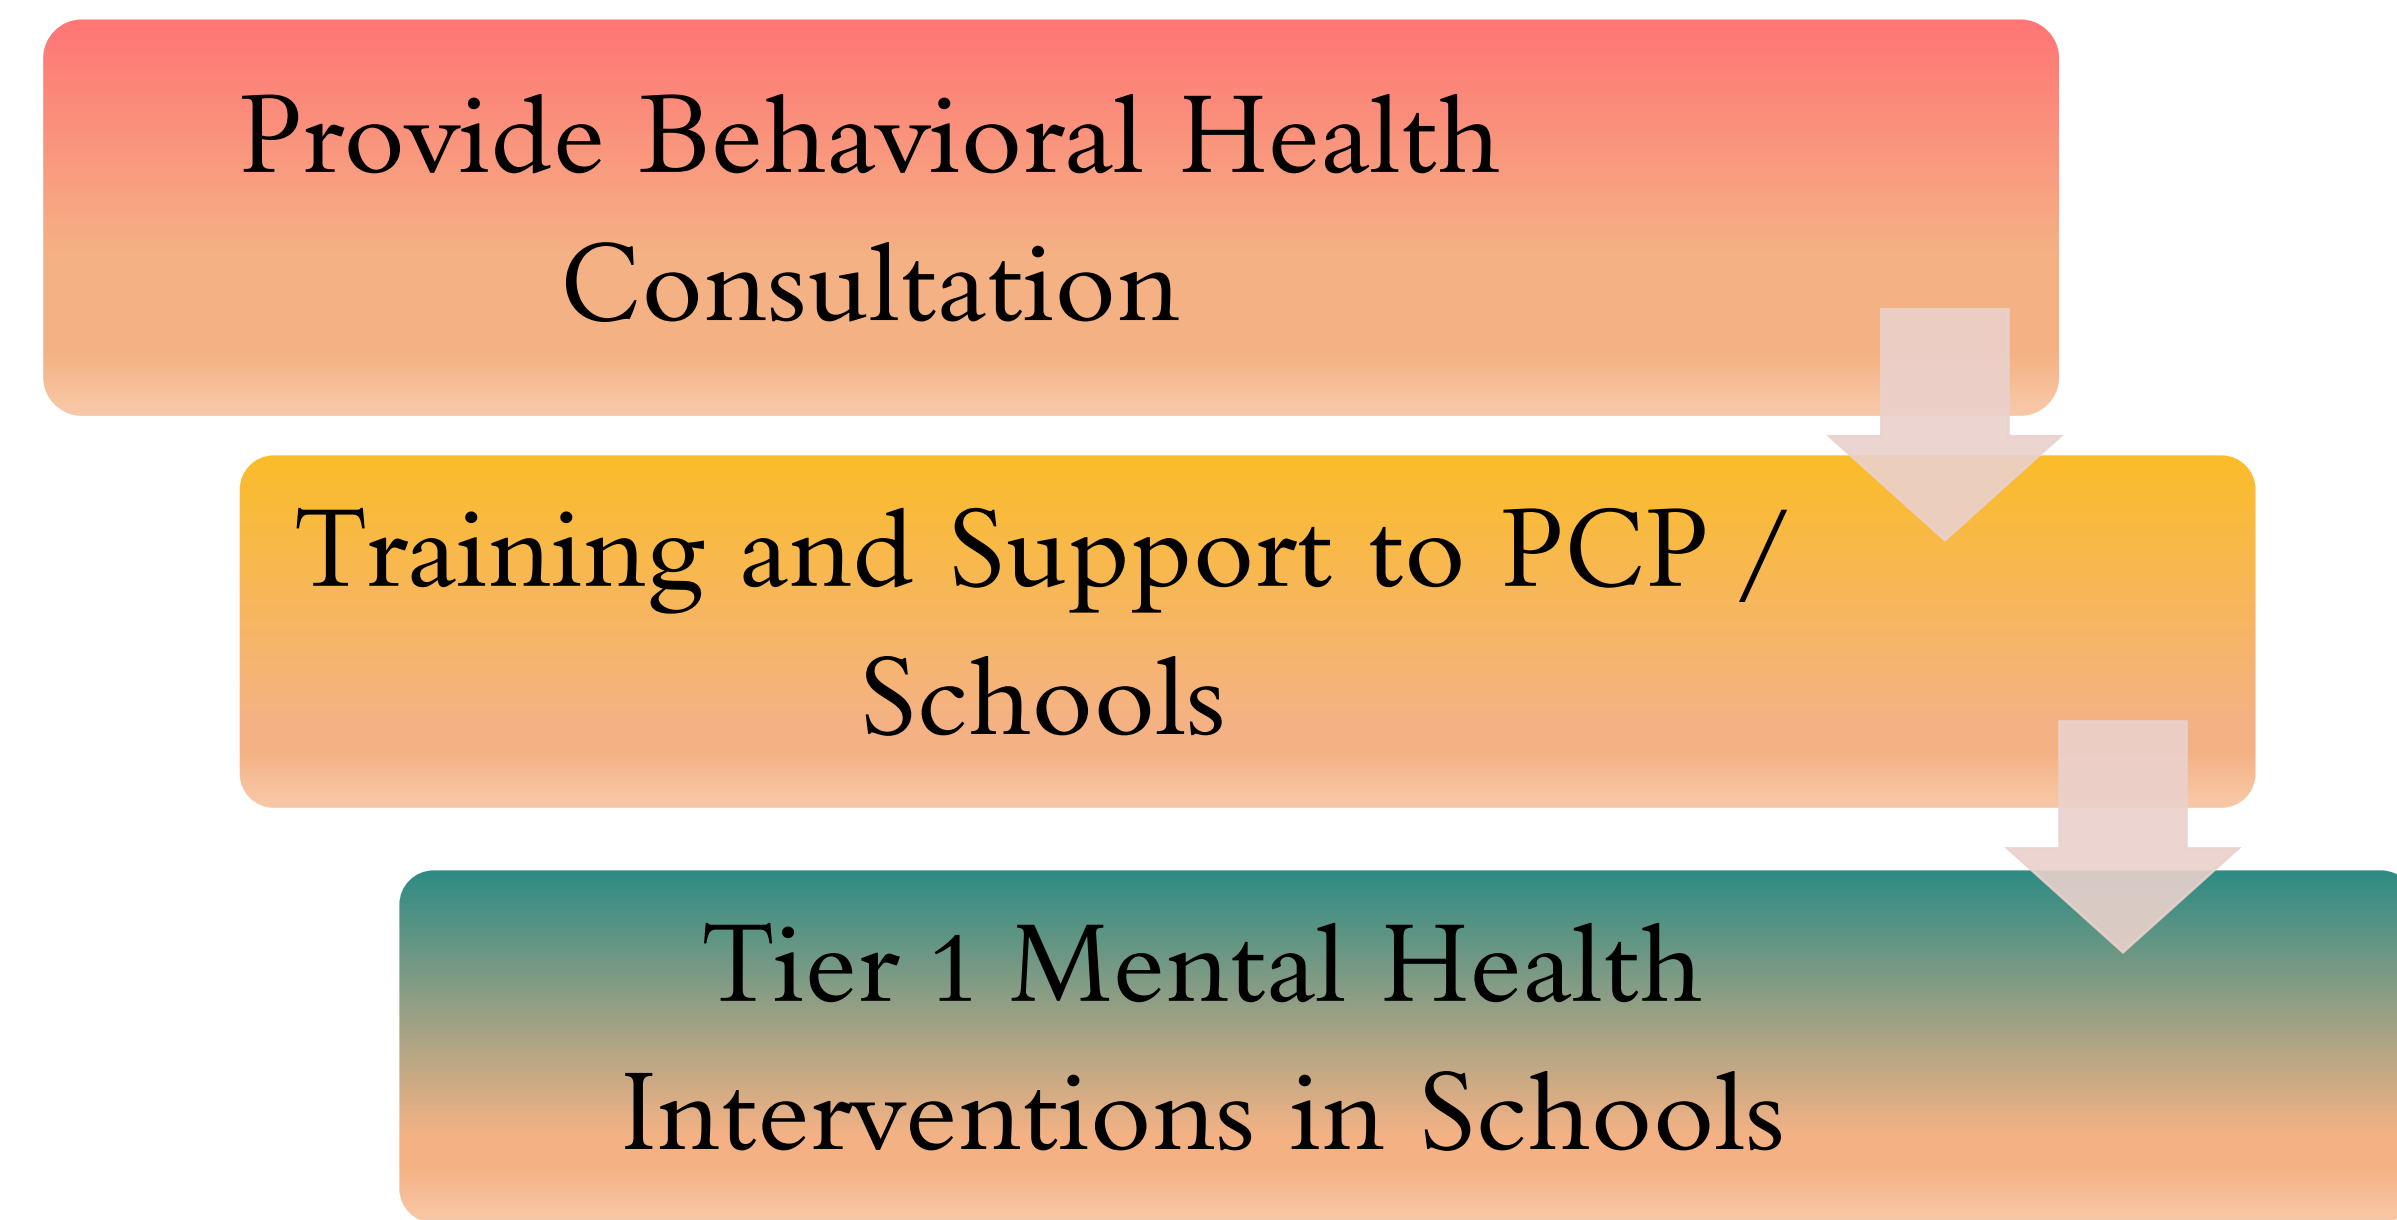 Provide Behavioral Health
Consultation
Training and Support to PCP /
Schools
Tier 1 Mental Health
Interventions in Schools